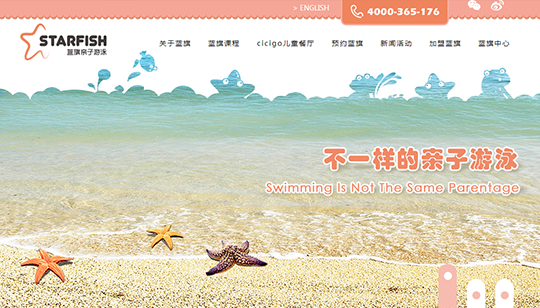 > ENGLISH
4000-365-176
STARFISH
蓝旗亲子游泳
关于蓝旗 蓝旗课程 cicigo儿童餐厅 预约蓝旗 新闻活动 加盟蓝旗 蓝旗中心
不一样的亲子游泳
Swimming Is Not The Same Parentage